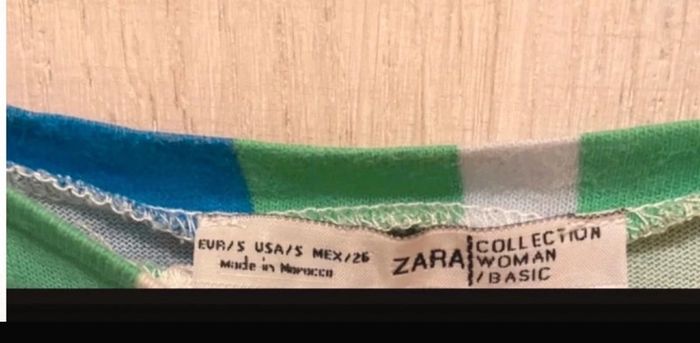 EUR/S USA/S MEX/26
Made in Morocco
ZARA
COLLECTION
WOMAN
/BASIC